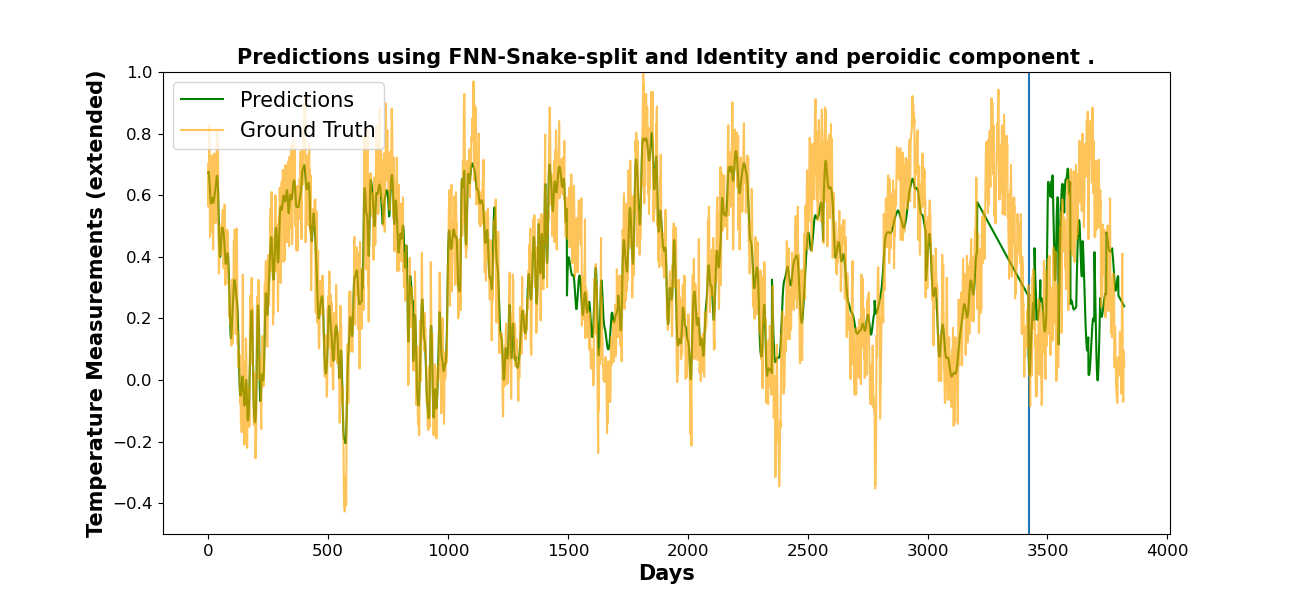 Predictions using FNN-Snake-split and Identity and peroidic component .
Temperature Measurements (extended)
1.0
0.8
0.6
0.4
0.2
0.0
−0.2
−0.4
Predictions
Ground Truth
0 500 1000 1500 2000 2500 3000 3500 4000
Days